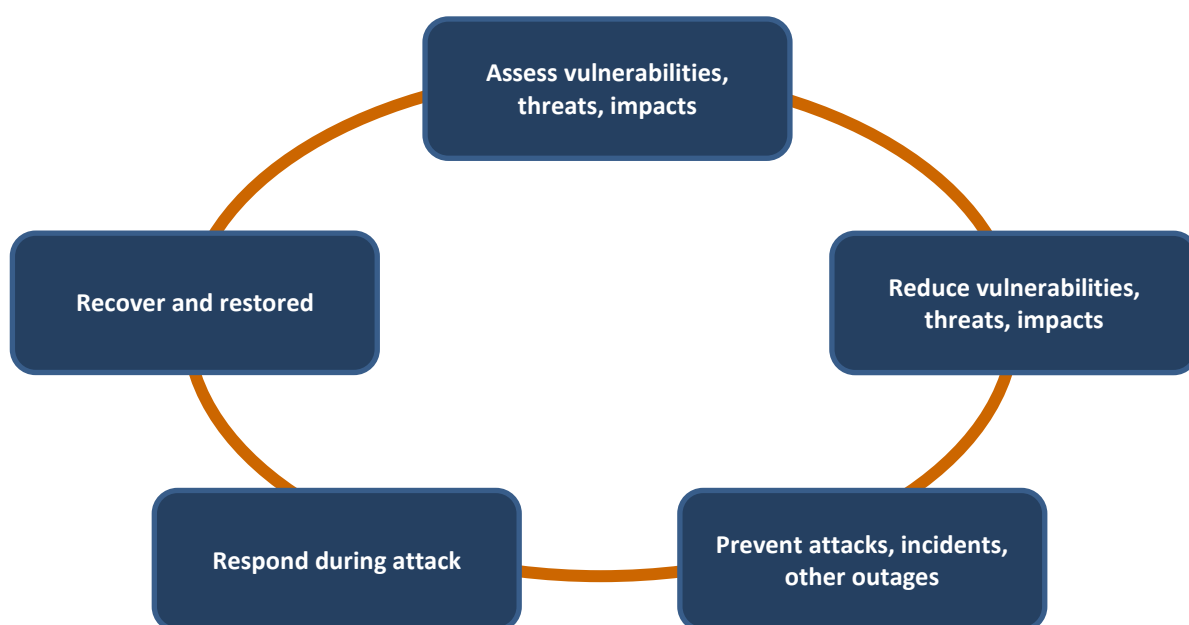 Assess vulnerabilities,
threats, impacts
Reduce vulnerabilities,
threats, impacts
Prevent attacks, incidents,
other outages
Respond during attack
Recover and restored